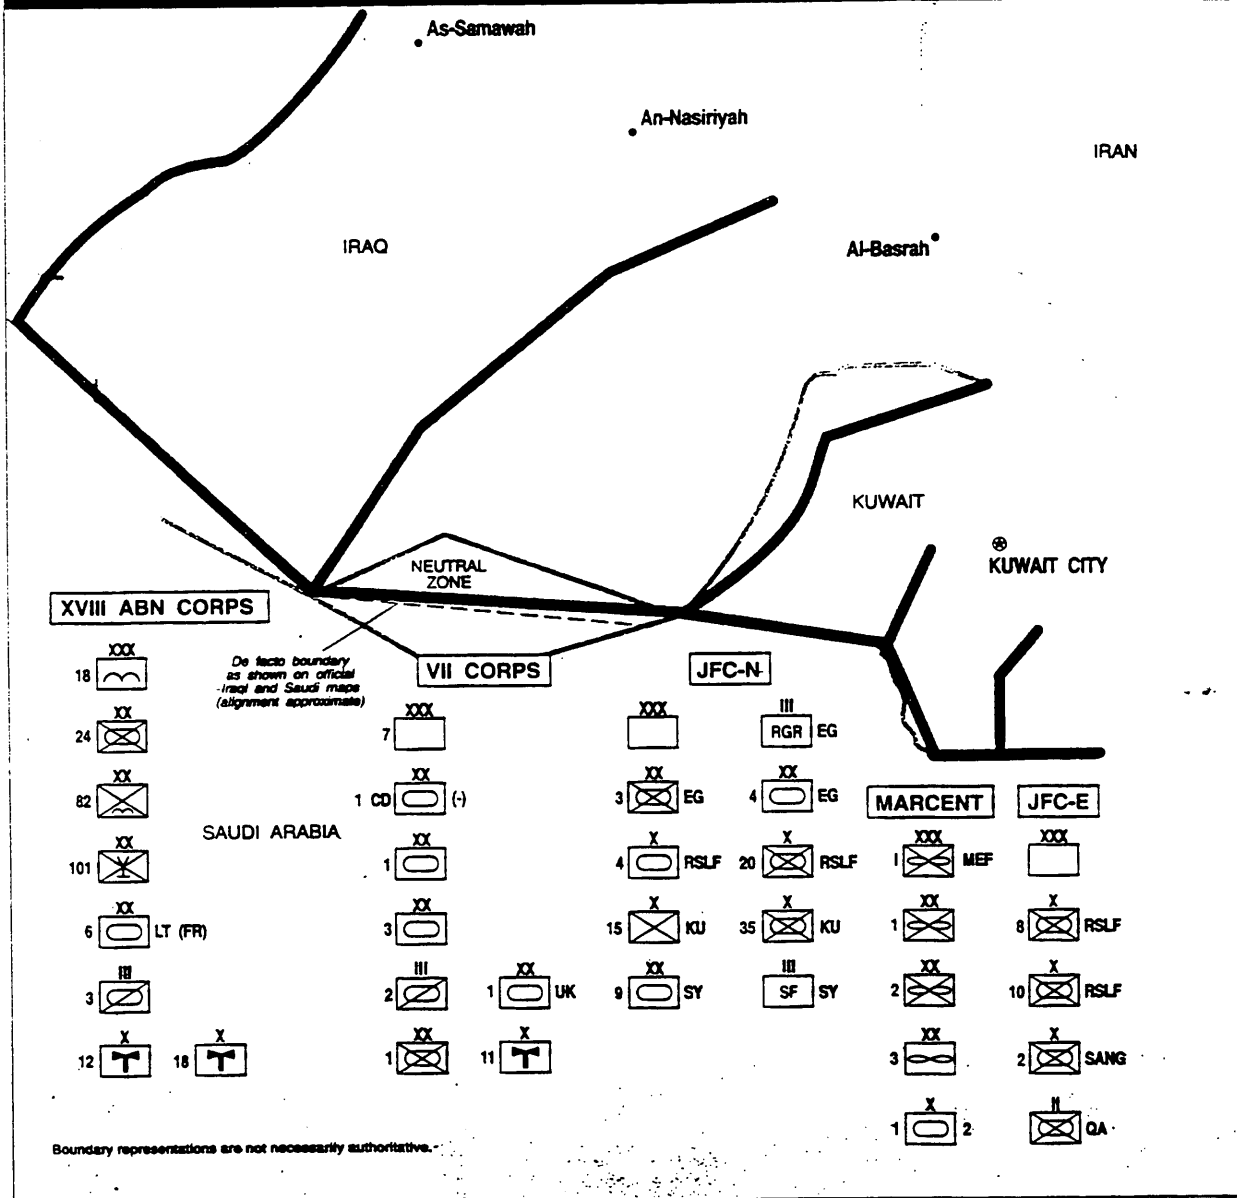 As-Samawah
An-Nasiriyah
IRAN
IRAQ
Al-Basrah
KUWAIT
KUWAIT CITY
NEUTRAL
ZONE
De facto boundary
as shown on official
Iraqi and Saudi maps
(alignment approximate)
SAUDI ARABIA
XVIII ABN CORPS
XXX
18
XX
24
XX
82
XX
101
XX
6 LT (FR)
III
3
X X
12 18
VII CORPS
XXX
7
XX
1 CD (-)
XX
1
XX
3
III XX
2 1 UK
XX X
1 11
JFC-N
XXX III
RGR EG
XX XX
3 EG 4 EG
X X
4 RSLF 20 RSLF
X X
15 KU 35 KU
XX III
9 SY SF SY
MARCENT
XXX
I MEF
XX
1
XX
2
XX
3
X
1 2
JFC-E
XXX
X
8 RSLF
X
10 RSLF
X
2 SANG
II
QA
Boundary representations are not necessarily authoritative.